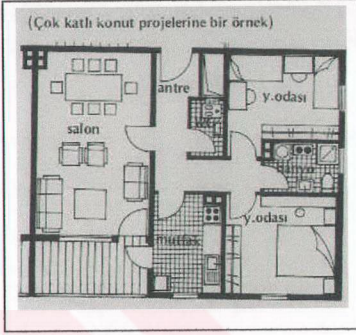 (Çok katlı konut projelerine bir örnek)
antre
y.odası
salon
y.odası
mutfak